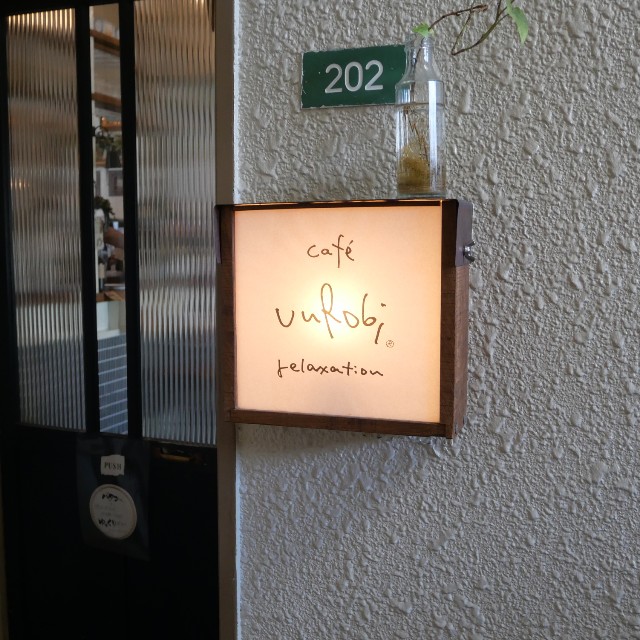 202
café
uuRobi
relaxation
PUSH